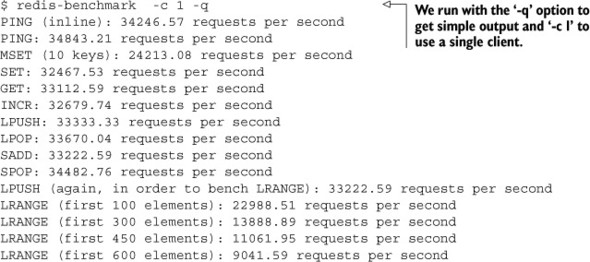 $ redis-benchmark -c 1 -q
PING (inline): 34246.57 requests per second
PING: 34843.21 requests per second
MSET (10 keys): 24213.08 requests per second
SET: 32467.53 requests per second
GET: 33112.59 requests per second
INCR: 32679.74 requests per second
LPUSH: 33333.33 requests per second
LPOP: 33670.04 requests per second
SADD: 33222.59 requests per second
SPOP: 34482.76 requests per second
LPUSH (again, in order to bench LRANGE): 33222.59 requests per second
LRANGE (first 100 elements): 22988.51 requests per second
LRANGE (first 300 elements): 13888.89 requests per second
LRANGE (first 450 elements): 11061.95 requests per second
LRANGE (first 600 elements): 9041.59 requests per second
We run with the ‘-q’ option to
get simple output and ‘-c 1’ to
use a single client.